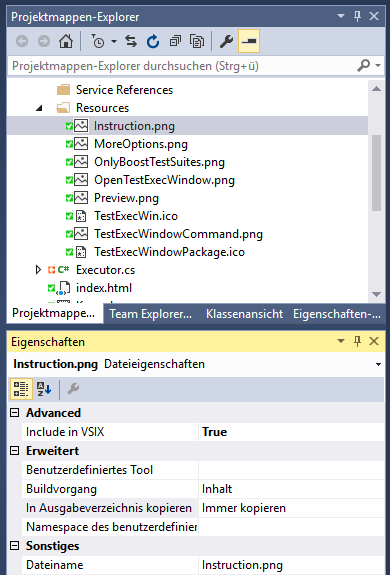 Projektmappen-Explorer
Projektmappen-Explorer durchsuchen (Strg+ü)
Service References
Resources
Instruction.png
MoreOptions.png
OnlyBoostTestSuites.png
OpenTestExecWindow.png
Preview.png
TestExecWin.ico
TestExecWindowCommand.png
TestExecWindowPackage.ico
C# Executor.cs
index.html
Projektmappe... Team Explorer... Klassenansicht Eigenschaften-...
Eigenschaften
Instruction.png Dateieigenschaften
Advanced
Include in VSIX True
Erweitert
Benutzerdefiniertes Tool
Buildvorgang Inhalt
In Ausgabeverzeichnis kopieren Immer kopieren
Namespace des benutzerdefinier
Sonstiges
Dateiname Instruction.png